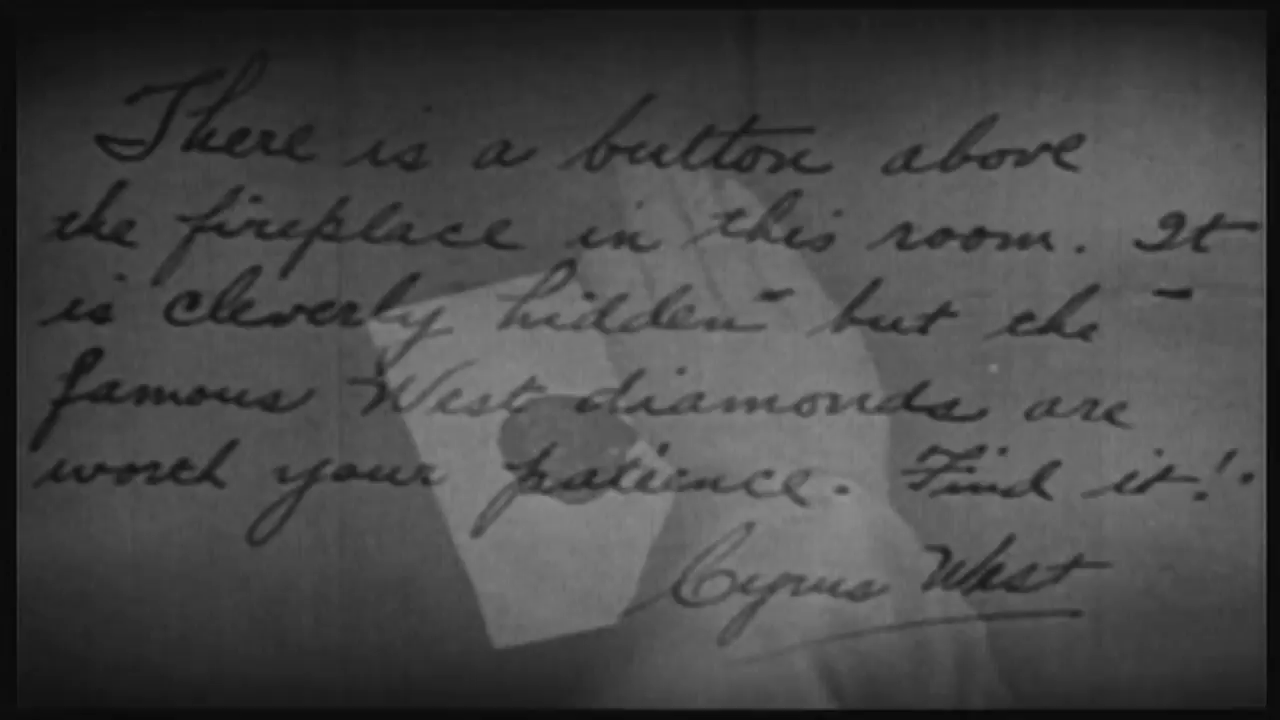 There is a button above
the fireplace in this room. It
is cleverly hidden - but the -
famous West diamonds are
worth your patience. Find it!.
Cyrus West